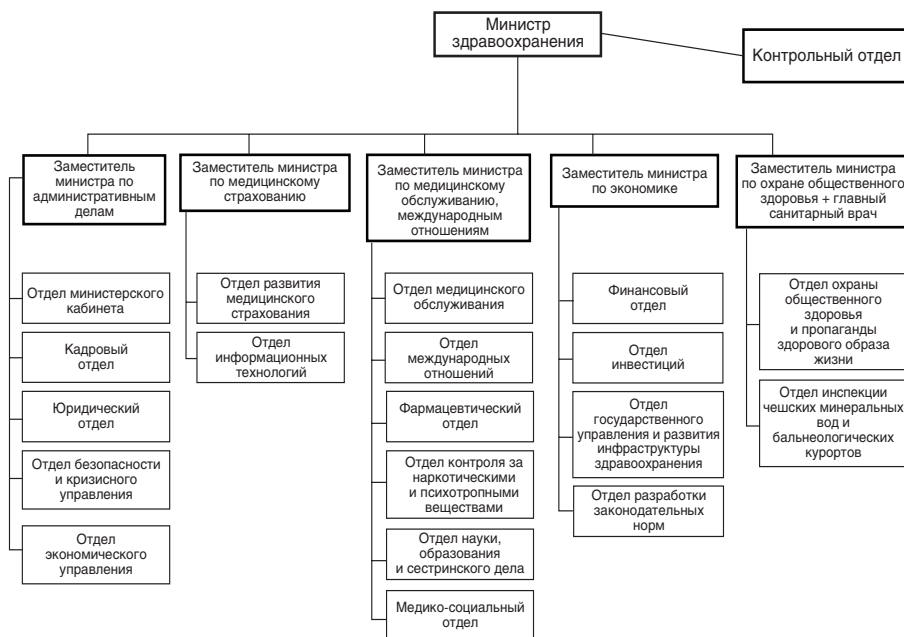 Министр
здравоохранения
Контрольный отдел
Заместитель
министра по
административным
делам
Заместитель министра
по медицинскому
страхованию
Заместитель министра
по медицинскому
обслуживанию,
международным
отношениям
Заместитель министра
по экономике
Заместитель министра
по охране общественного
здоровья + главный
санитарный врач
Отдел министерского
кабинета
Кадровый
отдел
Юридический
отдел
Отдел безопасности
и кризисного
управления
Отдел
экономического
управления
Отдел развития
медицинского
страхования
Отдел
информационных
технологий
Отдел медицинского
обслуживания
Отдел
международных
отношений
Фармацевтический
отдел
Отдел контроля за
наркотическими
и психотропными
веществами
Отдел науки,
образования
и сестринского дела
Медико-социальный
отдел
Финансовый
отдел
Отдел
инвестиций
Отдел
государственного
управления и развития
инфраструктуры
здравоохранения
Отдел разработки
законодательных
норм
Отдел охраны
общественного
здоровья
и пропаганды
здорового образа
жизни
Отдел инспекции
чешских минеральных
вод и
бальнеологических
курортов